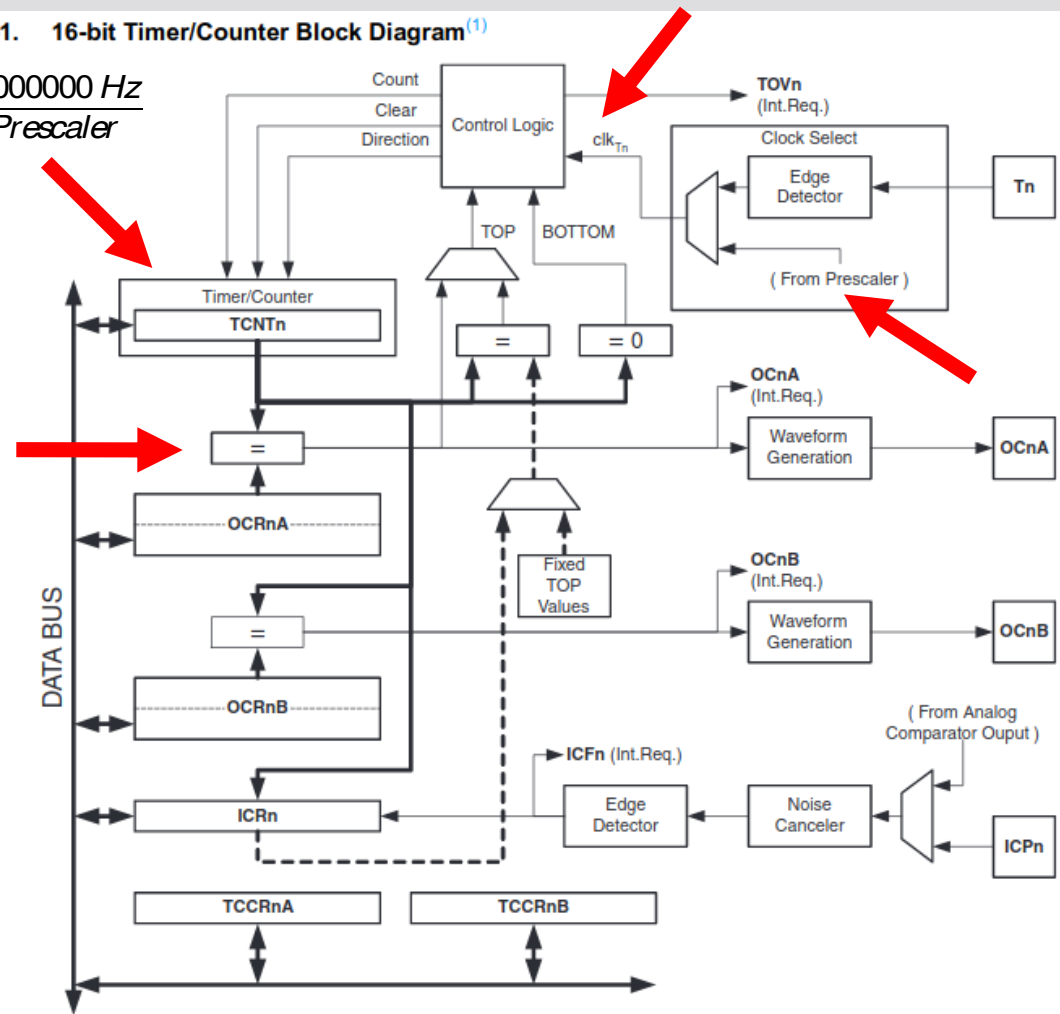 1. 16-bit Timer/Counter Block Diagram(1)
000000 Hz
Prescaler
Count
Clear
Direction
Control Logic
TOVn
(Int.Req.)
clkTn
Clock Select
Edge
Detector
Tn
( From Prescaler )
TOP
BOTTOM
Timer/Counter
TCNTn
=
= 0
OCnA
(Int.Req.)
=
Waveform
Generation
OCnA
OCRnA
Fixed
TOP
Values
OCnB
(Int.Req.)
=
Waveform
Generation
OCnB
DATA BUS
OCRnB
( From Analog
Comparator Ouput )
ICFn (Int.Req.)
ICRn
Edge
Detector
Noise
Canceler
ICPn
TCCRnA
TCCRnB